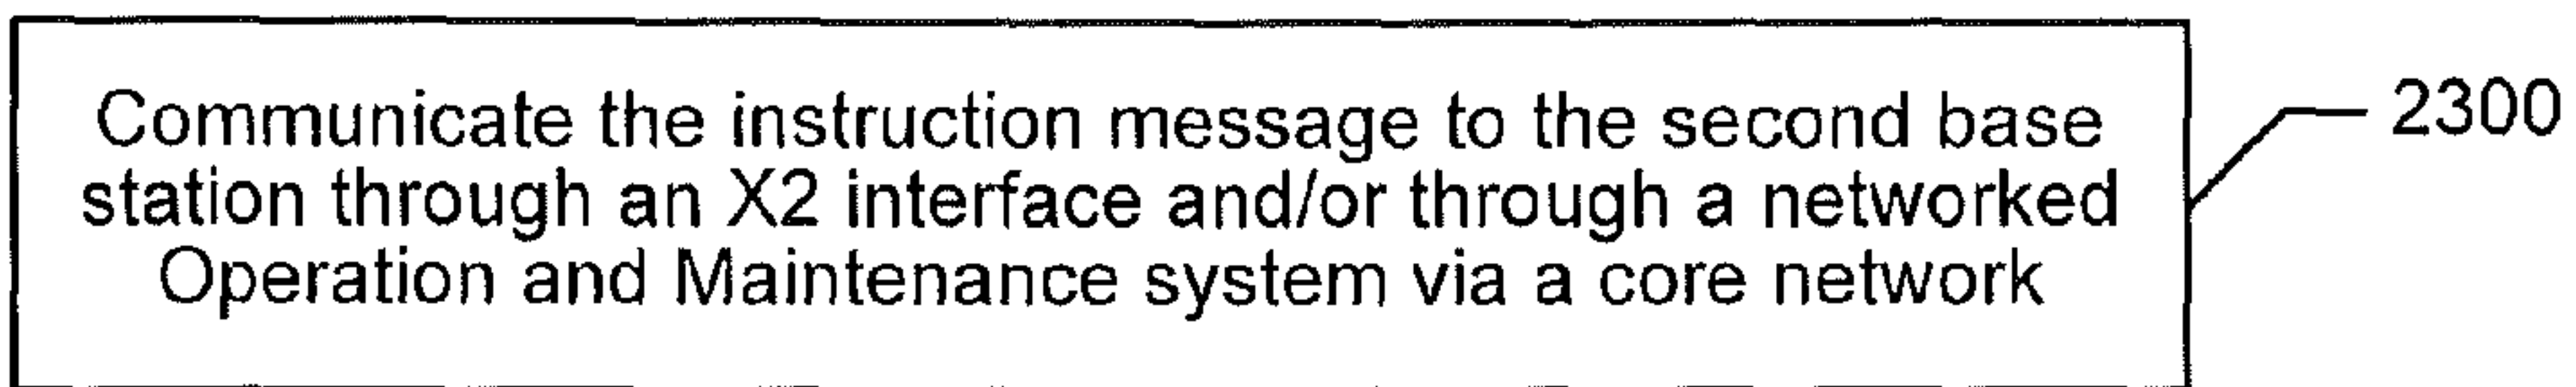 Communicate the instruction message to the second base
station through an X2 interface and/or through a networked
Operation and Maintenance system via a core network
2300